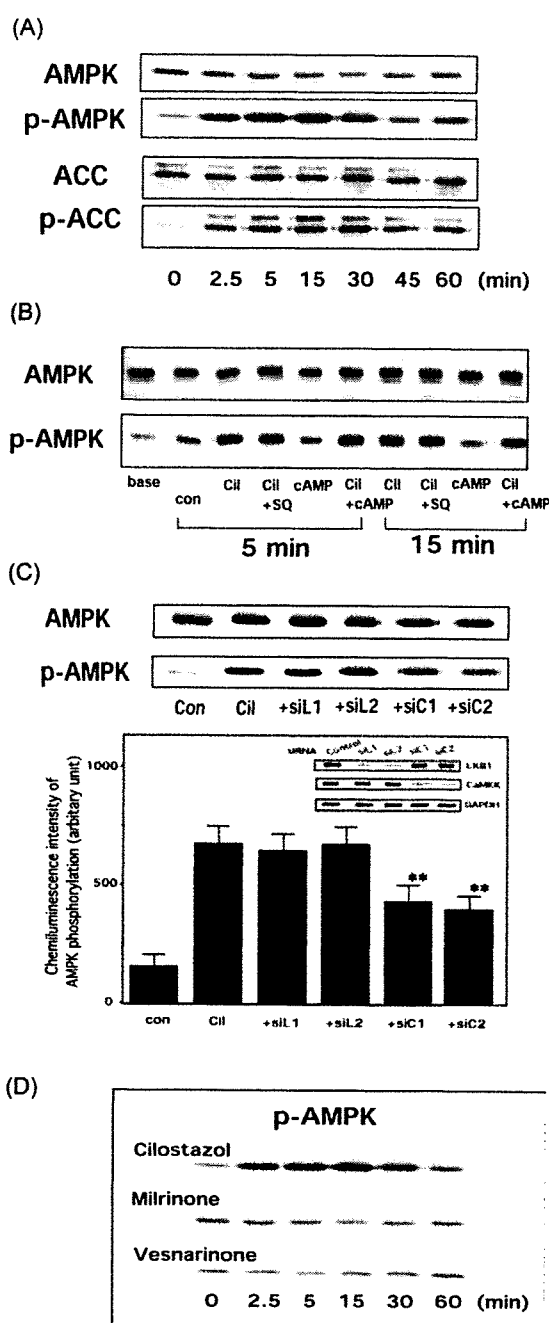 (A)
AMPK
p-AMPK
ACC
p-ACC
0 2.5 5 15 30 45 60 (min)
(B)
AMPK
p-AMPK
base con Cil Cil +SQ cAMP Cil +cAMP Cil Cil +SQ cAMP Cil +cAMP
5 min 15 min
(C)
AMPK
p-AMPK
Con Cil +siL1 +siL2 +siC1 +siC2
Chemiluminescence intensity of
AMPK phosphorylation (arbitary unit)
1000
500
0
siRNA Control siL1 siL2 siC1 siC2
LKB1
CaMKK
GAPDH
** **
con Cil +siL1 +siL2 +siC1 +siC2
(D)
p-AMPK
Cilostazol
Milrinone
Vesnarinone
0 2.5 5 15 30 60 (min)